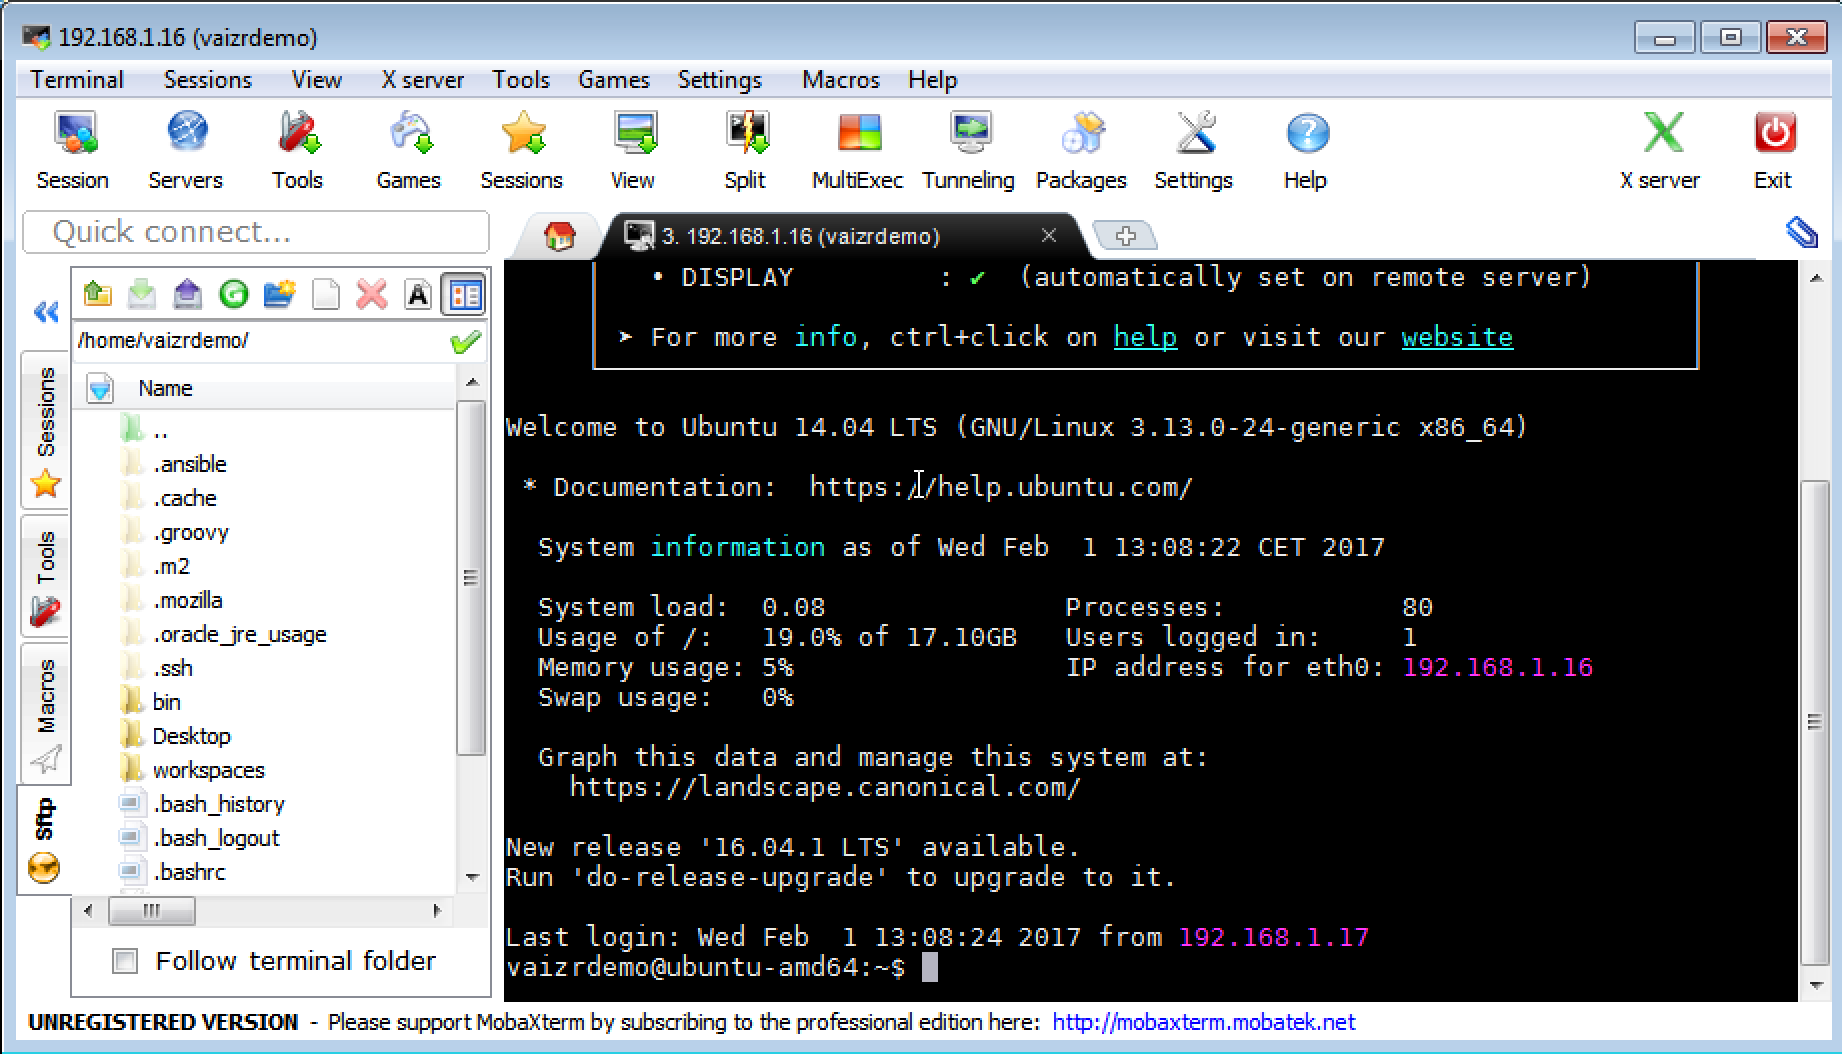 192.168.1.16 (vaizrdemo)
Terminal Sessions View X server Tools Games Settings Macros Help
Session Servers Tools Games Sessions View Split MultiExec Tunneling Packages Settings Help X server Exit
Quick connect...
3. 192.168.1.16 (vaizrdemo)
/home/vaizrdemo/
Name
..
.ansible
.cache
.groovy
.m2
.mozilla
.oracle_jre_usage
.ssh
bin
Desktop
workspaces
.bash_history
.bash_logout
.bashrc
Follow terminal folder
Sessions
Tools
Macros
Sftp
• DISPLAY : ✔ (automatically set on remote server)
➤ For more info, ctrl+click on help or visit our website
Welcome to Ubuntu 14.04 LTS (GNU/Linux 3.13.0-24-generic x86_64)
* Documentation: https://help.ubuntu.com/
System information as of Wed Feb 1 13:08:22 CET 2017
System load: 0.08 Processes: 80
Usage of /: 19.0% of 17.10GB Users logged in: 1
Memory usage: 5% IP address for eth0: 192.168.1.16
Swap usage: 0%
Graph this data and manage this system at:
https://landscape.canonical.com/
New release '16.04.1 LTS' available.
Run 'do-release-upgrade' to upgrade to it.
Last login: Wed Feb 1 13:08:24 2017 from 192.168.1.17
vaizrdemo@ubuntu-amd64:~$
UNREGISTERED VERSION - Please support MobaXterm by subscribing to the professional edition here: http://mobaxterm.mobatek.net